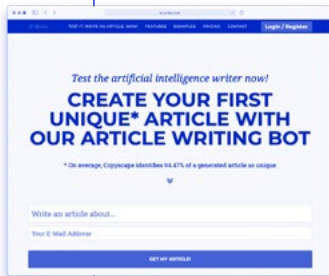 TEST IT: WRITE AN ARTICLE NOW! FEATURES EXAMPLES PRICING CONTACT Login / Register
Test the artificial intelligence writer now!
CREATE YOUR FIRST
UNIQUE* ARTICLE WITH
OUR ARTICLE WRITING BOT
* On average, Copyscape identifies 94.47% of a generated article as unique
Write an article about...
Your E-Mail Address
GET MY ARTICLE!